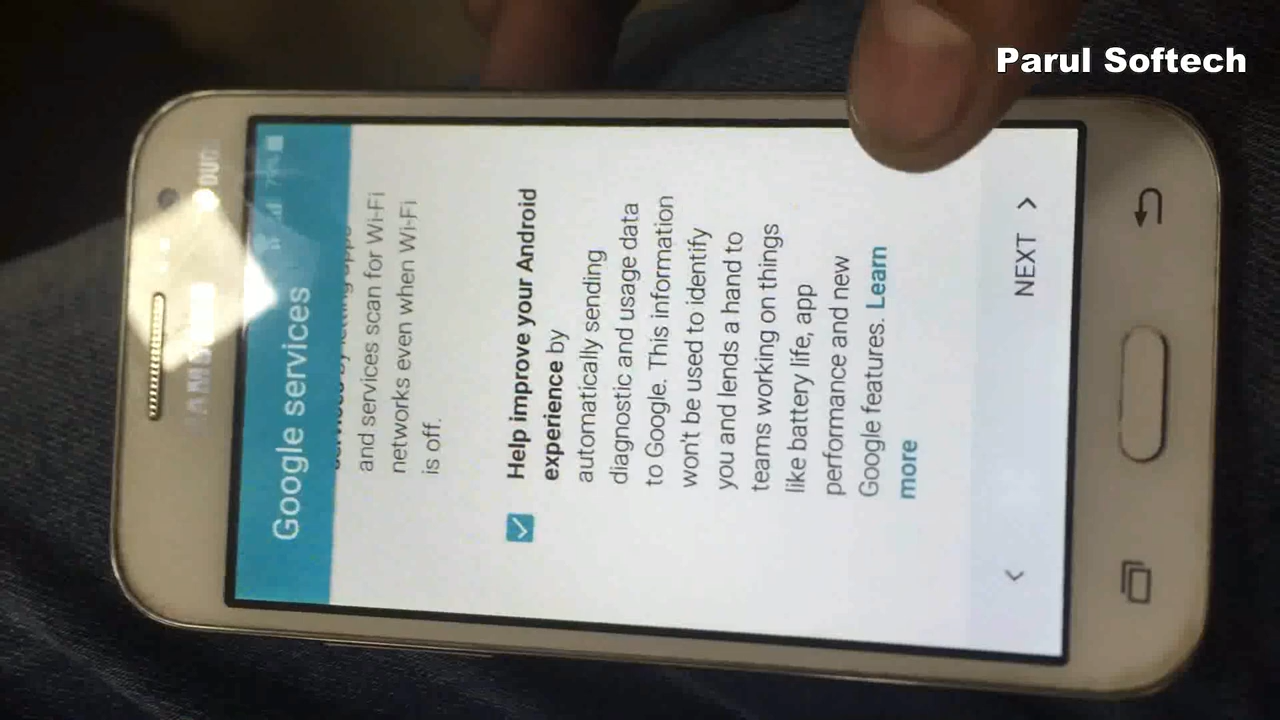 Parul Softech
SAMSUNG
DUOS
Google services
and services scan for Wi-Fi
networks even when Wi-Fi
is off.
Help improve your Android
experience by
automatically sending
diagnostic and usage data
to Google. This information
won't be used to identify
you and lends a hand to
teams working on things
like battery life, app
performance and new
Google features. Learn
more
NEXT